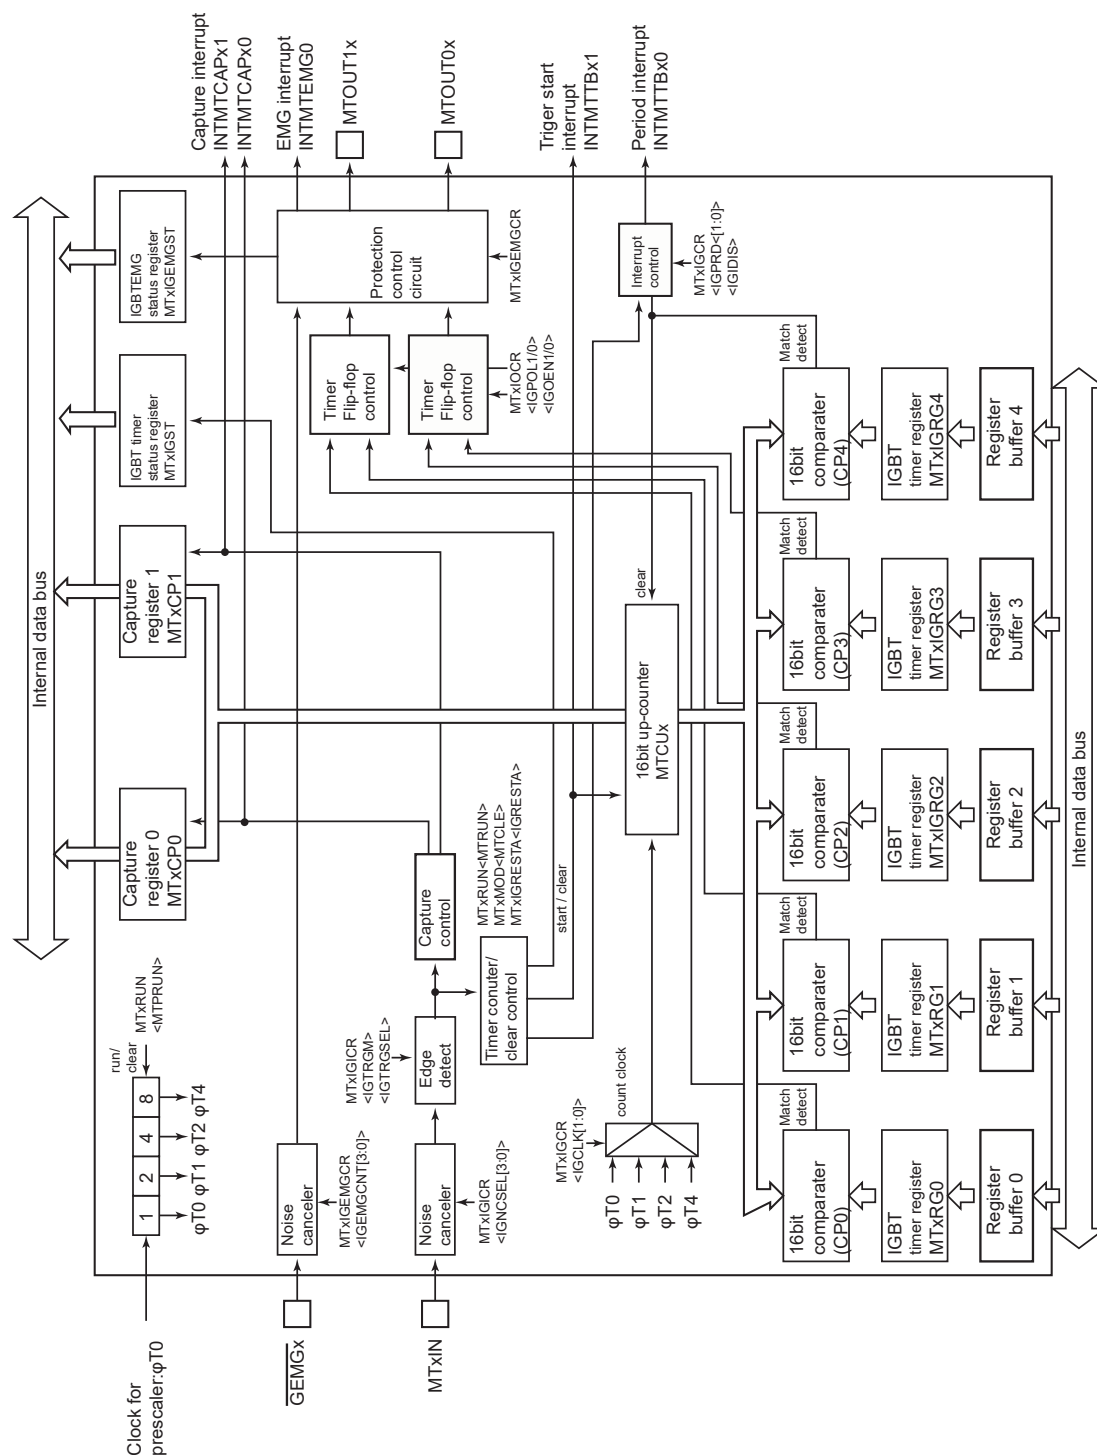 Internal data bus
Clock for
prescaler:φT0
1
2
4
8
φT0
φT1
φT2
φT4
run/
clear
MTxRUN
<MTPRUN>
Capture
register 0
MTxCP0
Capture
register 1
MTxCP1
IGBT timer
status register
MTxIGST
IGBTEMG
status register
MTxIGEMGST
Capture interrupt
INTMTCAPx1
INTMTCAPx0
GEMGx
Noise
canceler
MTxIGEMGCR
<IGEMGCNT[3:0]>
Timer
Flip-flop
control
Protection
control
circuit
EMG interrupt
INTMTEMG0
MTOUT1x
MTxIN
Noise
canceler
MTxIGICR
<IGNCSEL[3:0]>
MTxIGICR
<IGTRGM>
<IGTRGSEL>
Edge
detect
Capture
control
Timer
Flip-flop
control
MTOUT0x
MTxIGEMGCR
MTxIOCR
<IGPOL1/0>
<IGOEN1/0>
Timer conuter/
clear control
MTxRUN<MTRUN>
MTxMOD<MTCLE>
MTxIGRESTA<IGRESTA>
start / clear
Triger start
interrupt
INTMTTBx1
MTxIGCR
<IGCLK[1:0]>
φT0
φT1
φT2
φT4
count clock
16bit up-counter
MTCUx
clear
Interrupt
control
Period interrupt
INTMTTBx0
MTxIGCR
<IGPRD<[1:0]>
<IGIDIS>
Match
detect
Match
detect
Match
detect
Match
detect
Match
detect
16bit
comparater
(CP0)
16bit
comparater
(CP1)
16bit
comparater
(CP2)
16bit
comparater
(CP3)
16bit
comparater
(CP4)
IGBT
timer register
MTxRG0
IGBT
timer register
MTxRG1
IGBT
timer register
MTxIGRG2
IGBT
timer register
MTxIGRG3
IGBT
timer register
MTxIGRG4
Register
buffer 0
Register
buffer 1
Register
buffer 2
Register
buffer 3
Register
buffer 4
Internal data bus